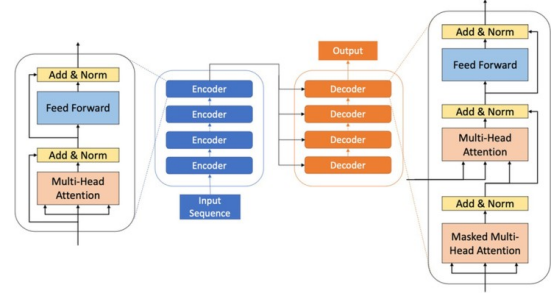 Add & Norm
Feed Forward
Add & Norm
Multi-Head
Attention
Encoder
Encoder
Encoder
Encoder
Input
Sequence
Output
Decoder
Decoder
Decoder
Decoder
Add & Norm
Feed Forward
Add & Norm
Multi-Head
Attention
Add & Norm
Masked Multi-
Head Attention